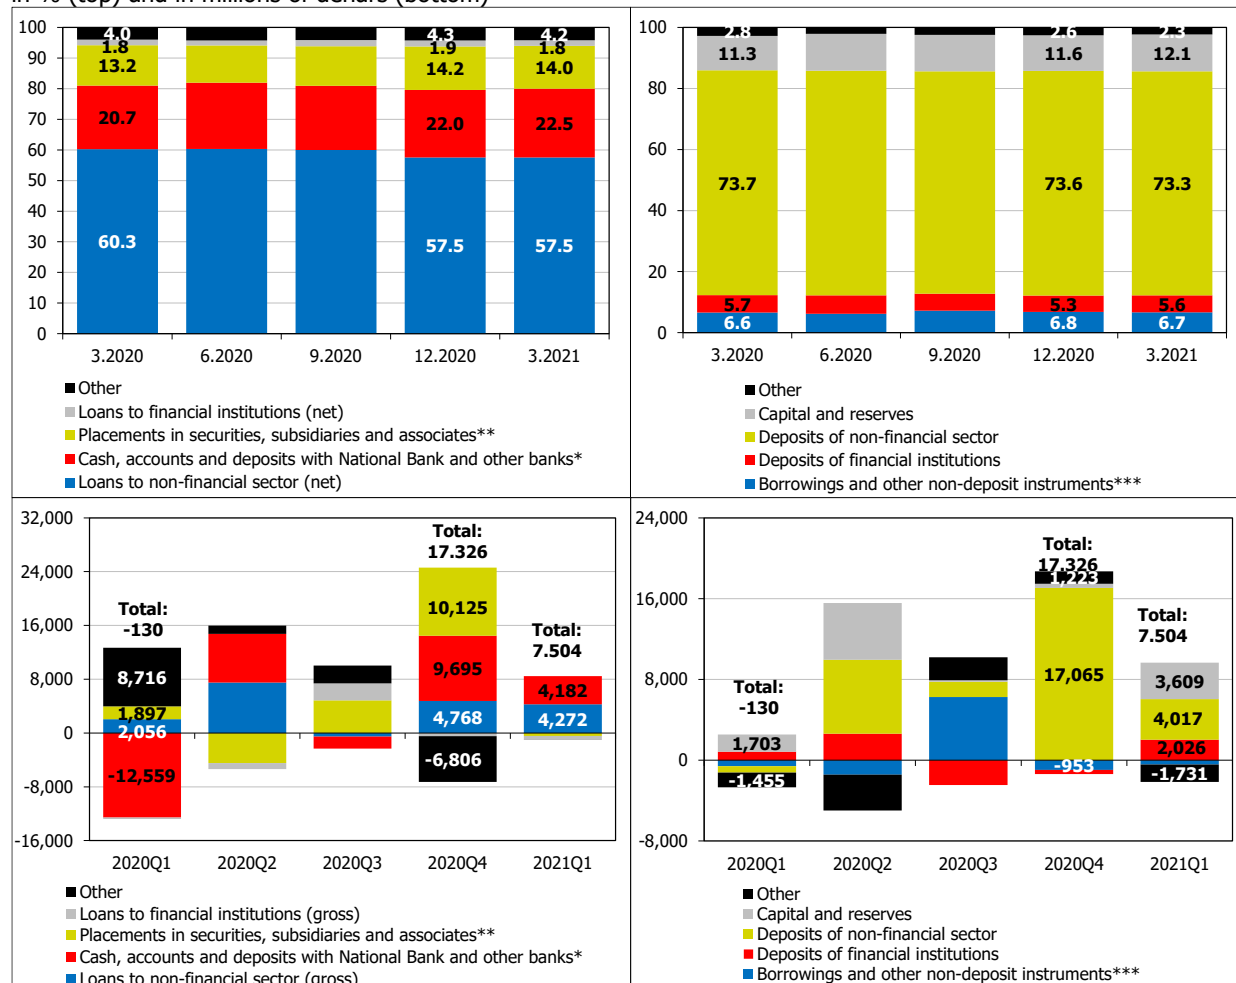 in % (top) and in millions of denars (bottom)
100
90
80
70
60
50
40
30
20
10
0
4.0
1.8
13.2
20.7
60.3
4.3
1.9
14.2
22.0
57.5
4.2
1.8
14.0
22.5
57.5
3.2020
6.2020
9.2020
12.2020
3.2021
Other
Loans to financial institutions (net)
Placements in securities, subsidiaries and associates**
Cash, accounts and deposits with National Bank and other banks*
Loans to non-financial sector (net)
100
80
60
40
20
0
2.8
11.3
73.7
5.7
6.6
2.6
11.6
73.6
5.3
6.8
2.3
12.1
73.3
5.6
6.7
3.2020
6.2020
9.2020
12.2020
3.2021
Other
Capital and reserves
Deposits of non-financial sector
Deposits of financial institutions
Borrowings and other non-deposit instruments***
32,000
24,000
16,000
8,000
0
-8,000
-16,000
Total:
-130
8,716
1,897
2,056
-12,559
Total:
17.326
10,125
9,695
4,768
-6,806
Total:
7.504
4,182
4,272
2020Q1
2020Q2
2020Q3
2020Q4
2021Q1
Other
Loans to financial institutions (gross)
Placements in securities, subsidiaries and associates**
Cash, accounts and deposits with National Bank and other banks*
Loans to non-financial sector (gross)
24,000
16,000
8,000
0
-8,000
Total:
-130
1,703
-1,455
Total:
17.326
1,223
17,065
-953
Total:
7.504
3,609
4,017
2,026
-1,731
2020Q1
2020Q2
2020Q3
2020Q4
2021Q1
Other
Capital and reserves
Deposits of non-financial sector
Deposits of financial institutions
Borrowings and other non-deposit instruments***